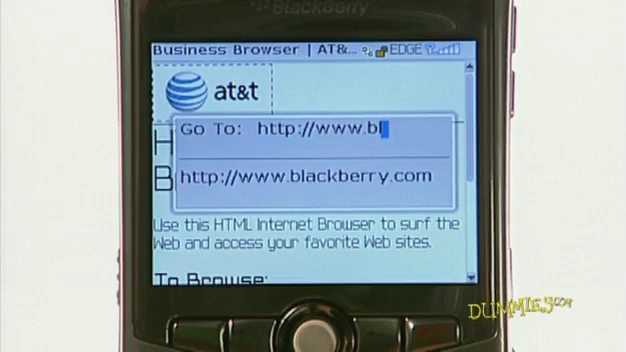 BlackBerry
Business Browser | AT&... EDGE
at&t
Go To: http://www.bl
http://www.blackberry.com
H
B
Use this HTML Internet Browser to surf the
Web and access your favorite Web sites.
To Browse:
DUMMIES.COM